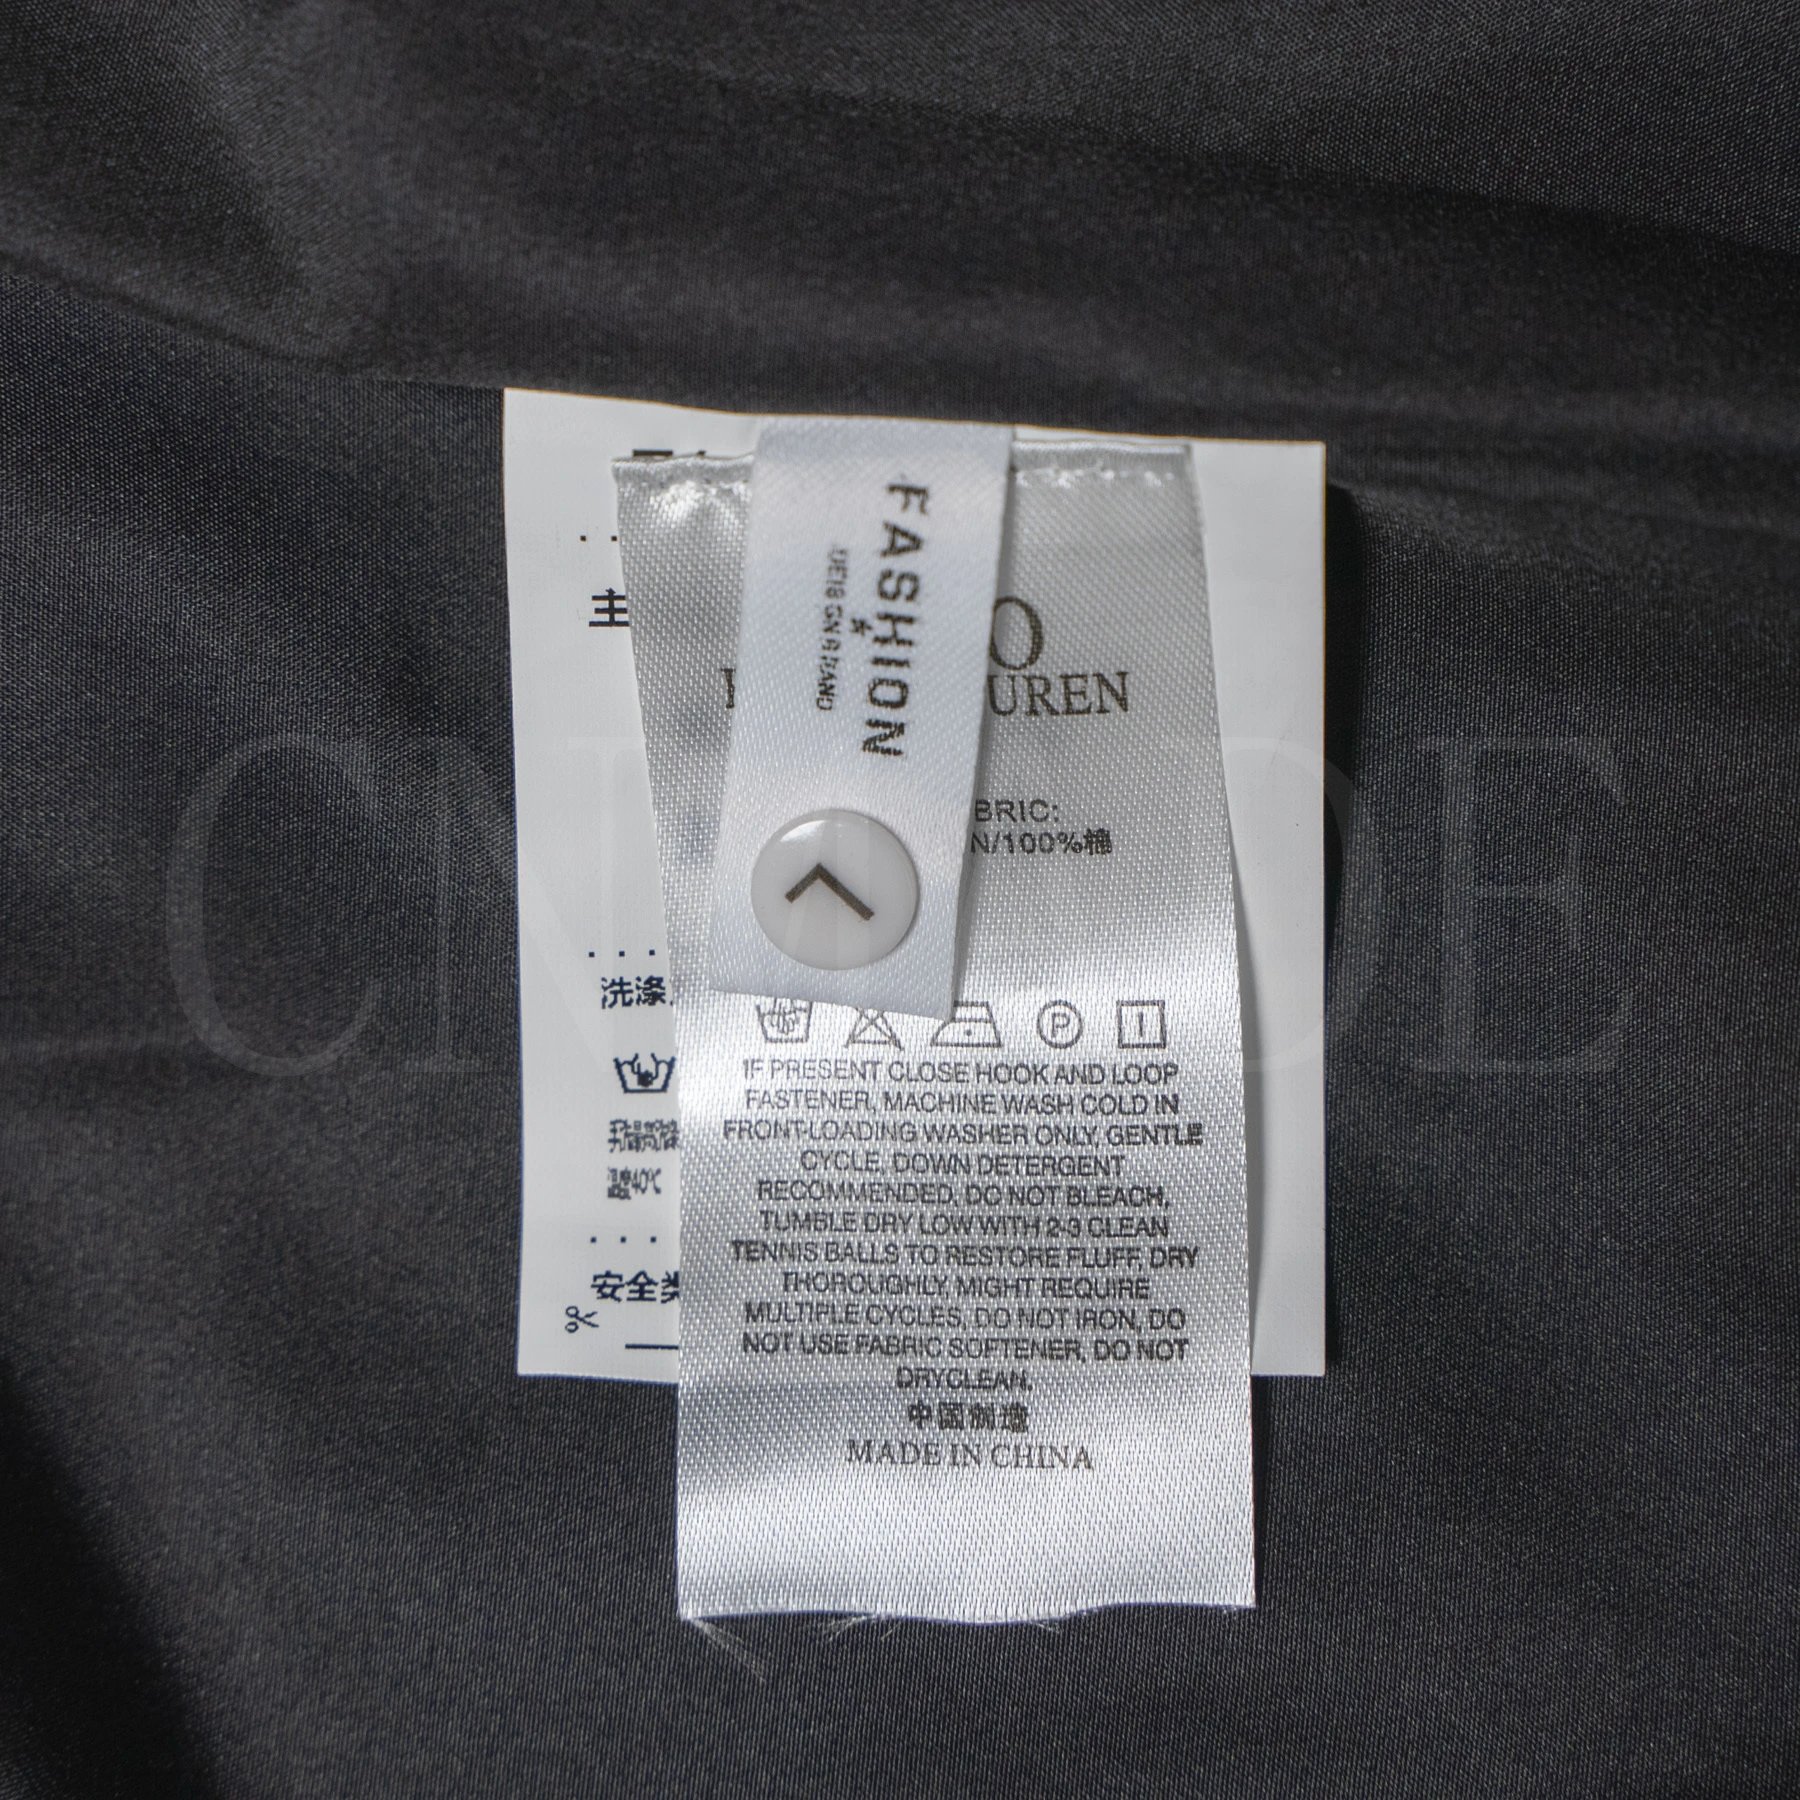 主
FASHION
O
UREN
BRIC:
N/100%棉
洗涤
P
IF PRESENT CLOSE HOOK AND LOOP
FASTENER, MACHINE WASH COLD IN
FRONT-LOADING WASHER ONLY, GENTLE
CYCLE, DOWN DETERGENT
RECOMMENDED, DO NOT BLEACH,
TUMBLE DRY LOW WITH 2-3 CLEAN
TENNIS BALLS TO RESTORE FLUFF, DRY
THOROUGHLY, MIGHT REQUIRE
MULTIPLE CYCLES, DO NOT IRON, DO
NOT USE FABRIC SOFTENER, DO NOT
DRYCLEAN.
安全类
中国制造
MADE IN CHINA